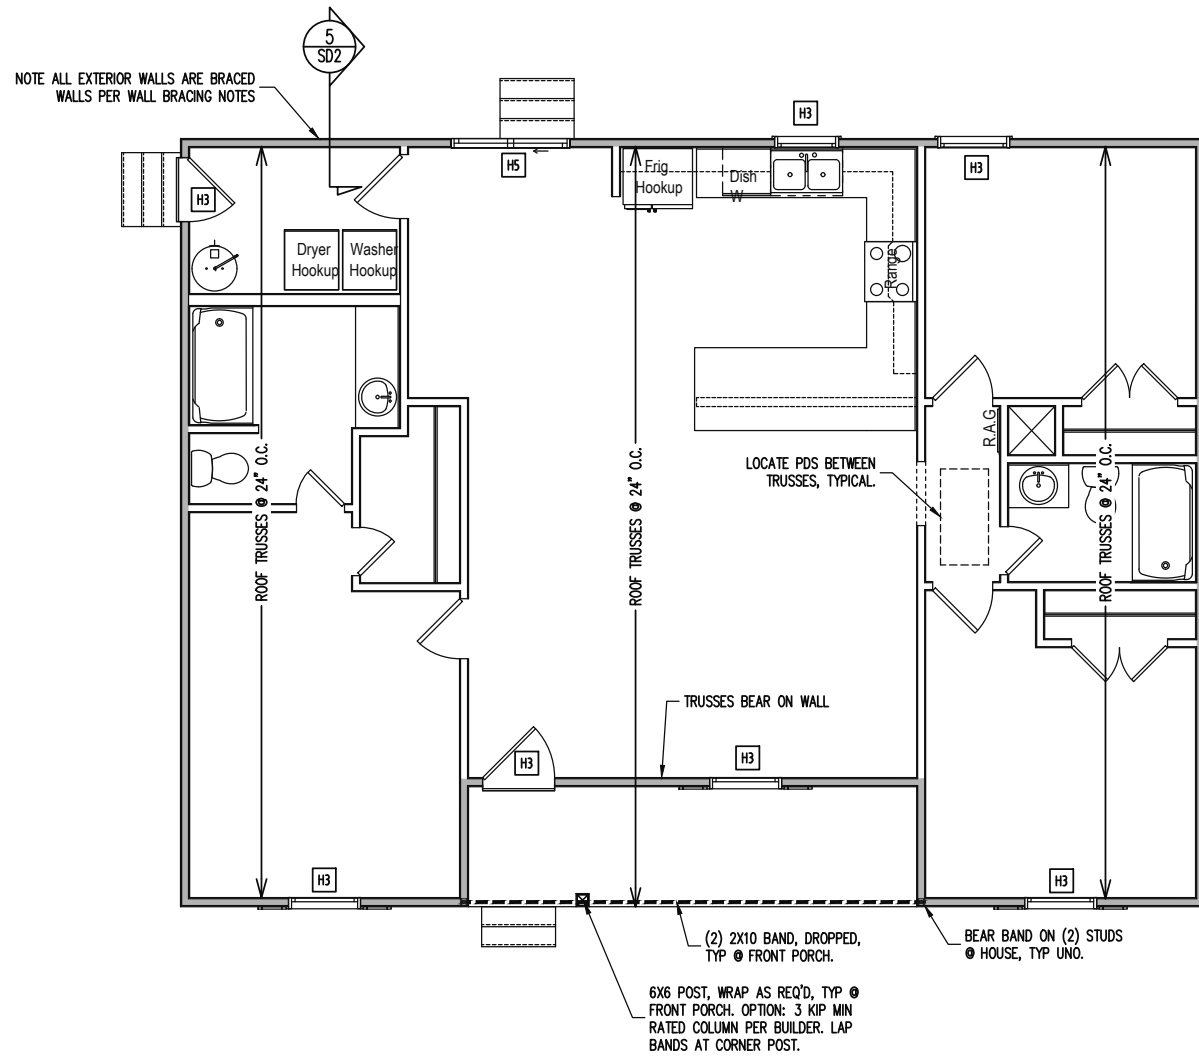 5
SD2
NOTE ALL EXTERIOR WALLS ARE BRACED
WALLS PER WALL BRACING NOTES
H3
H5
H3
H3
Frig
Hookup
Dish
W
H3
Dryer
Hookup
Washer
Hookup
Range
R.A.G
ROOF TRUSSES @ 24" O.C.
ROOF TRUSSES @ 24" O.C.
ROOF TRUSSES @ 24" O.C.
LOCATE PDS BETWEEN
TRUSSES, TYPICAL.
TRUSSES BEAR ON WALL
H3
H3
H3
H3
(2) 2X10 BAND, DROPPED,
TYP @ FRONT PORCH.
BEAR BAND ON (2) STUDS
@ HOUSE, TYP UNO.
6X6 POST, WRAP AS REQ'D, TYP @
FRONT PORCH. OPTION: 3 KIP MIN
RATED COLUMN PER BUILDER. LAP
BANDS AT CORNER POST.